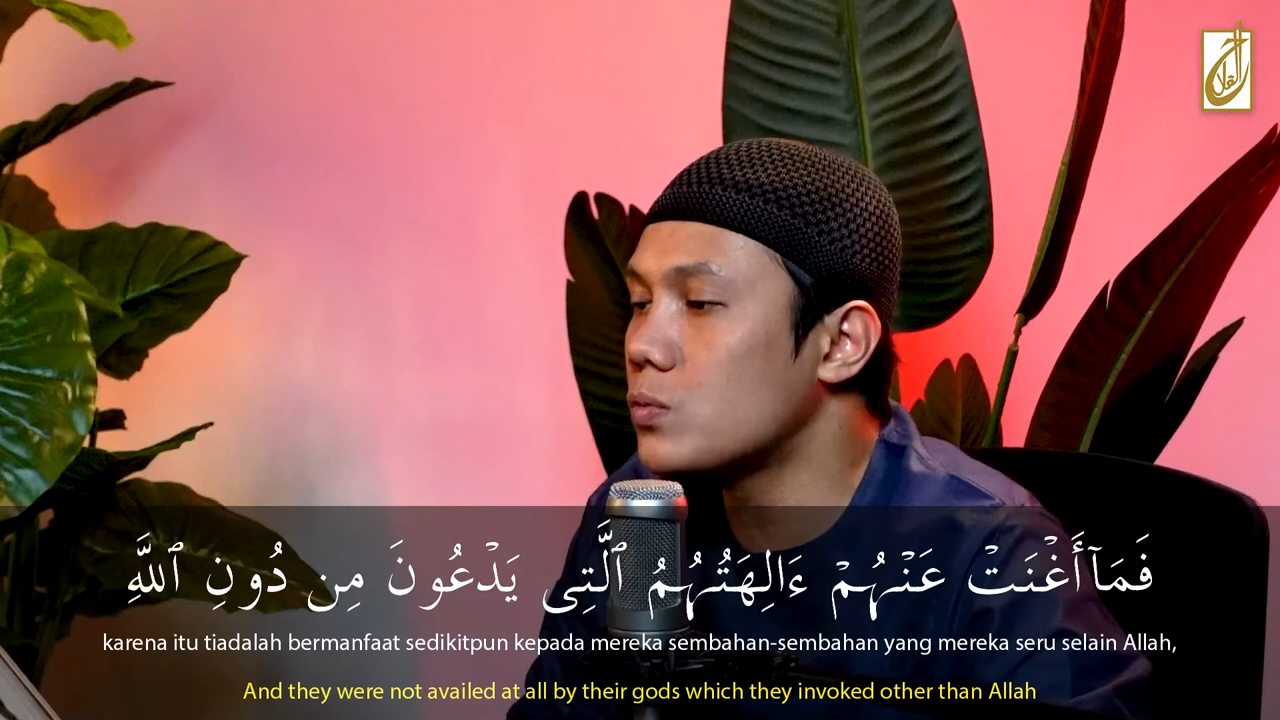 فَمَآ أَغْنَتْ عَنْهُمْ ءَالِهَتُهُمُ ٱلَّتِى يَدْعُونَ مِن دُونِ ٱللَّهِ
karena itu tiadalah bermanfaat sedikitpun kepada mereka sembahan-sembahan yang mereka seru selain Allah,
And they were not availed at all by their gods which they invoked other than Allah